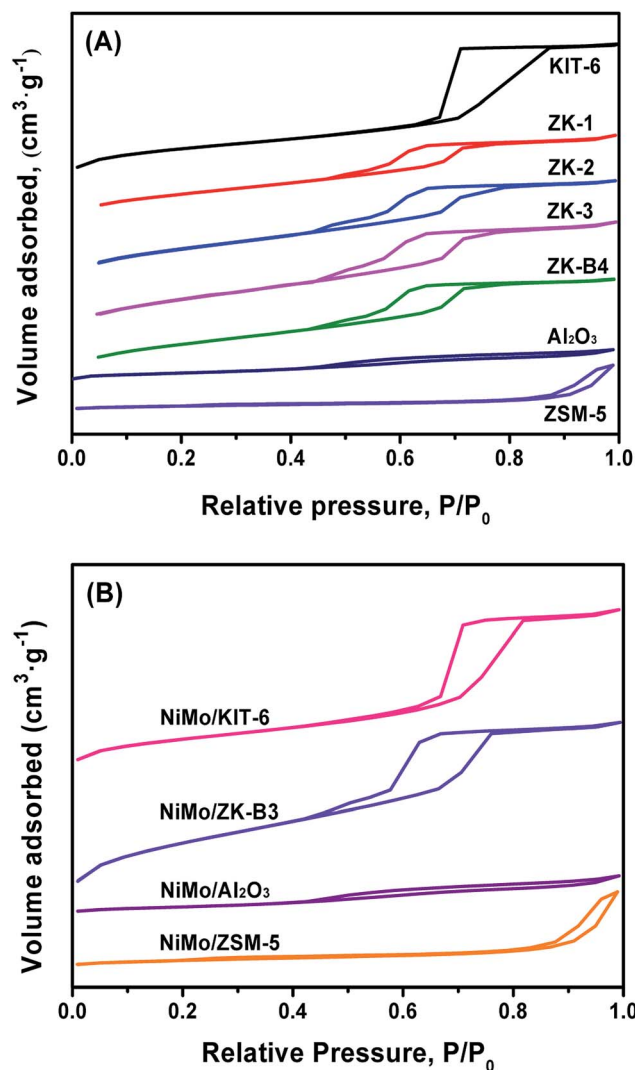 (A)
KIT-6
ZK-1
ZK-2
ZK-3
ZK-B4
Al₂O₃
ZSM-5
Volume adsorbed, (cm³·g⁻¹)
0.0 0.2 0.4 0.6 0.8 1.0
Relative pressure, P/P₀
(B)
NiMo/KIT-6
NiMo/ZK-B3
NiMo/Al₂O₃
NiMo/ZSM-5
Volume adsorbed (cm³·g⁻¹)
0.0 0.2 0.4 0.6 0.8 1.0
Relative Pressure, P/P₀